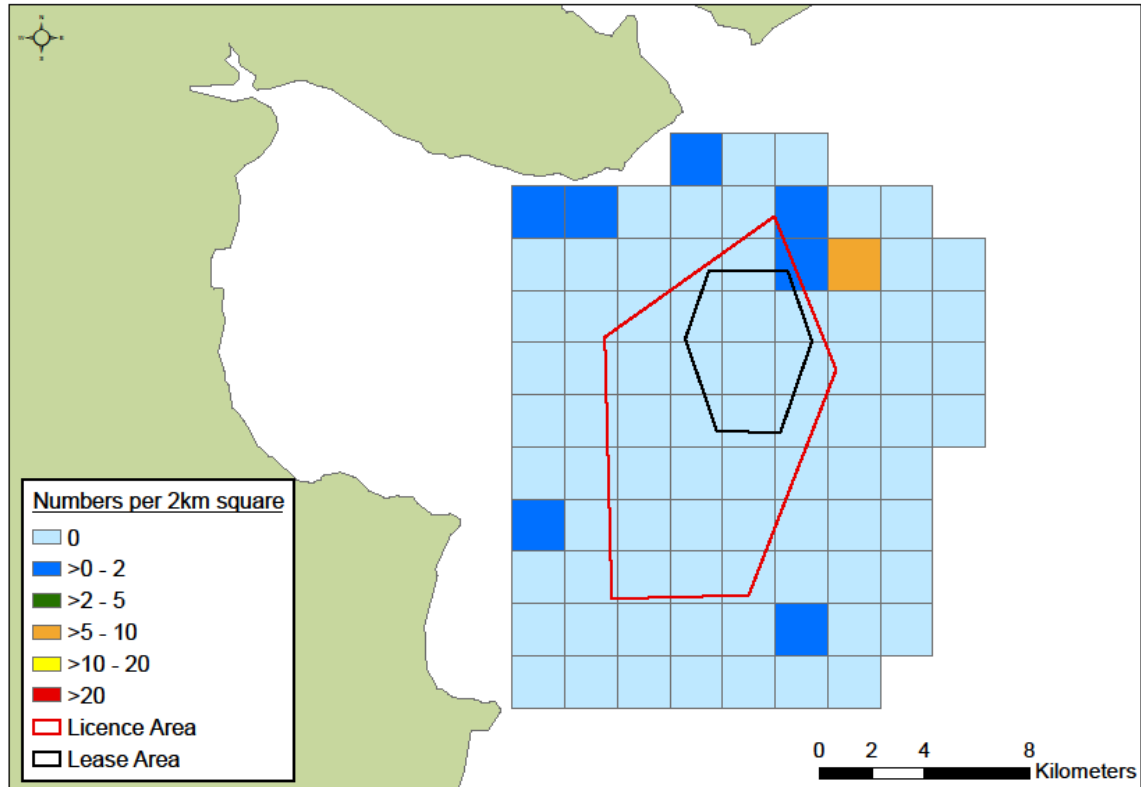 N
W
E
S
Numbers per 2km square
0
>0 - 2
>2 - 5
>5 - 10
>10 - 20
>20
Licence Area
Lease Area
0 2 4 8
Kilometers